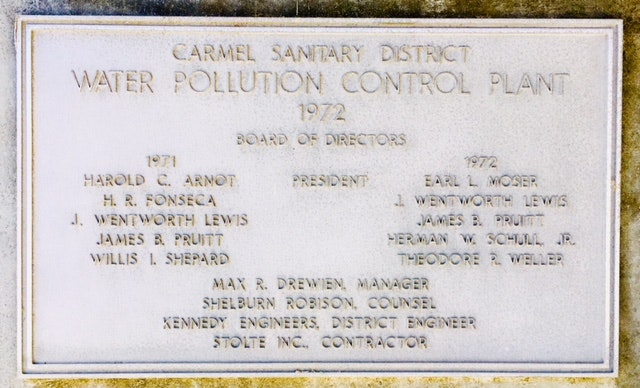 CARMEL SANITARY DISTRICT
WATER POLLUTION CONTROL PLANT
1972
BOARD OF DIRECTORS
1971 1972
HAROLD C. ARNOT PRESIDENT EARL L. MOSER
H. R. FONSECA J. WENTWORTH LEWIS
J. WENTWORTH LEWIS JAMES B. PRUITT
JAMES B. PRUITT HERMAN W. SCHULL, JR.
WILLIS I. SHEPARD THEODORE R. WELLER
MAX R. DREWIEN, MANAGER
SHELBURN ROBISON, COUNSEL
KENNEDY ENGINEERS, DISTRICT ENGINEER
STOLTE INC., CONTRACTOR